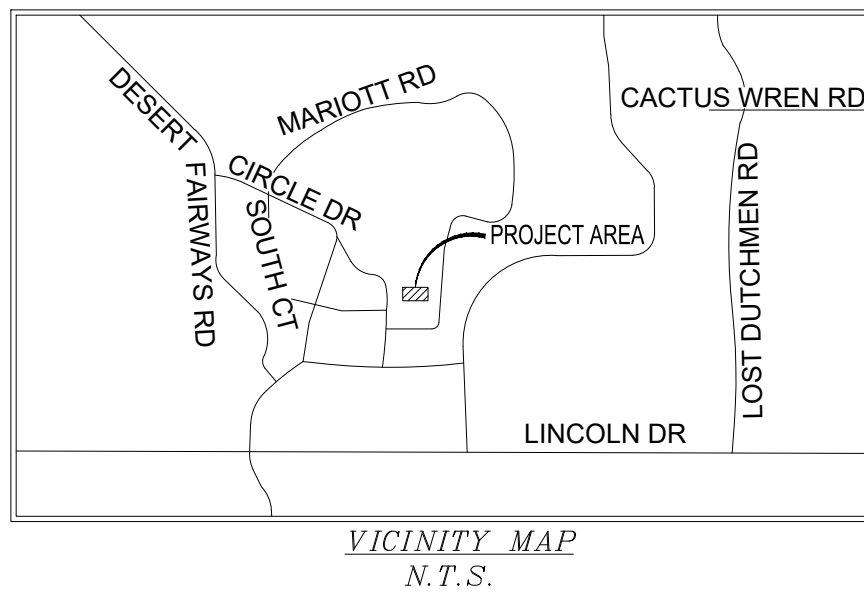 MARIOTT RD
CACTUS WREN RD
DESERT
FAIRWAYS RD
CIRCLE DR
SOUTH CT
PROJECT AREA
LOST DUTCHMEN RD
LINCOLN DR
VICINITY MAP
N.T.S.